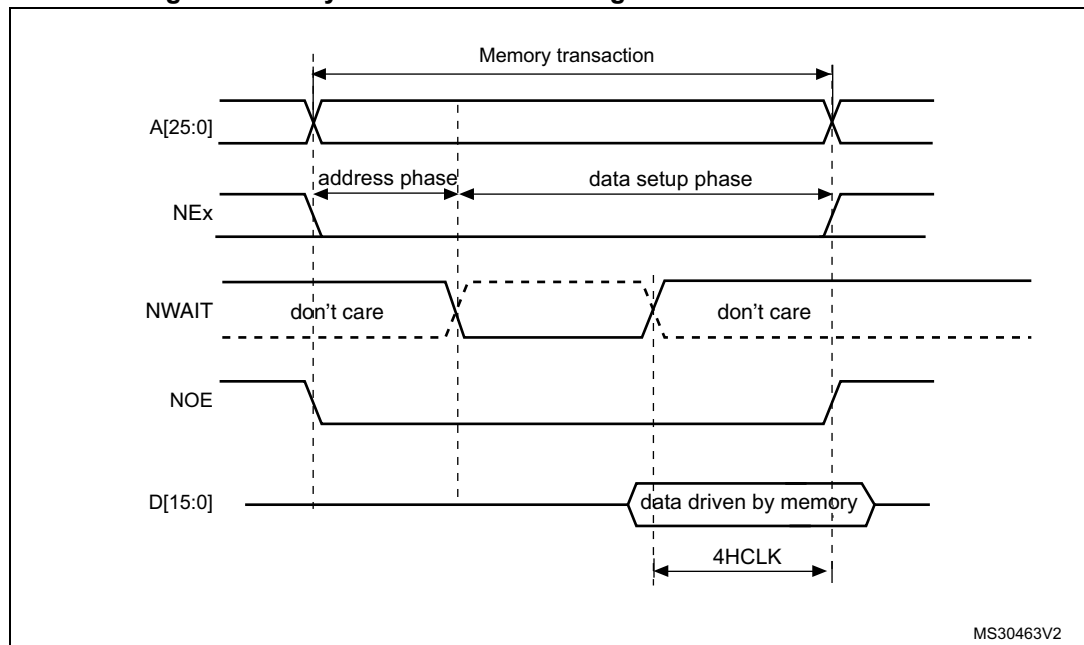 Memory transaction
A[25:0]
address phase
data setup phase
NEx
NWAIT
don't care
don't care
NOE
D[15:0]
data driven by memory
4HCLK
MS30463V2